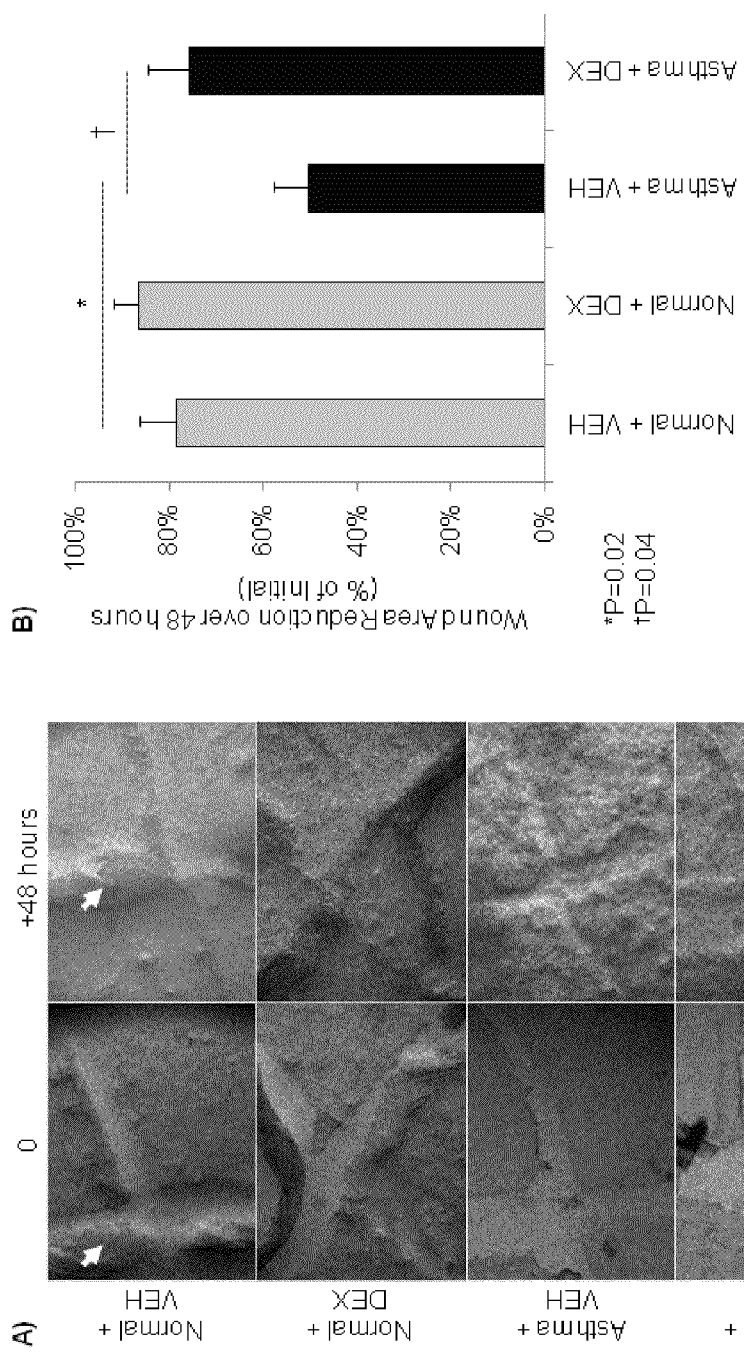 A)
0
+48 hours
Normal +
VEH
Normal +
DEX
Asthma +
VEH
+
B)
Wound Area Reduction over 48 hours
(% of Initial)
100%
80%
60%
40%
20%
0%
*
†
Normal + VEH
Normal + DEX
Asthma + VEH
Asthma + DEX
*P=0.02
†P=0.04